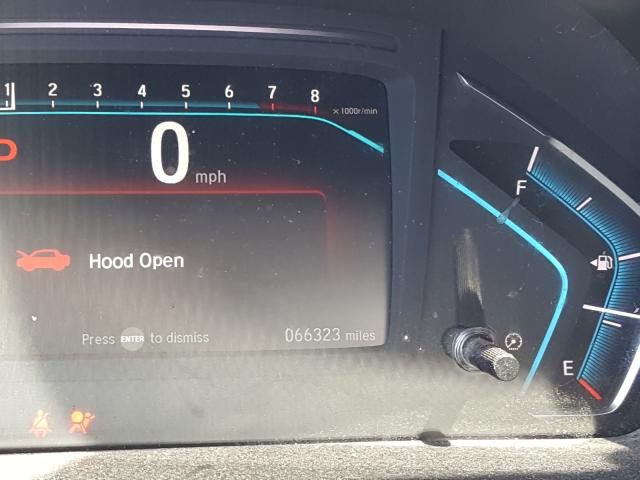 1 2 3 4 5 6 7 8
x 1000r/min
0 mph
F
Hood Open
Press ENTER to dismiss 066323 miles
E